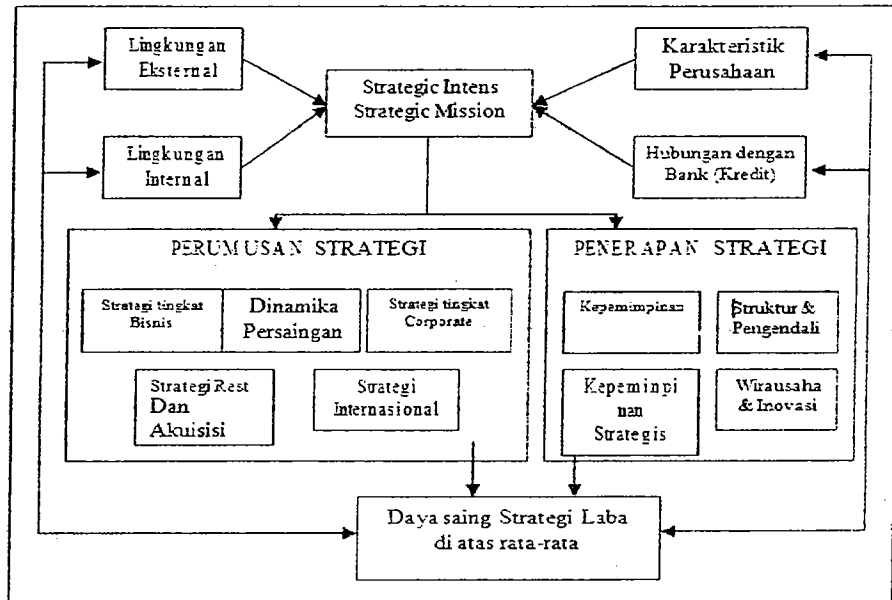 Lingkungan
Eksternal
Karakteristik
Perusahaan
Strategic Intens
Strategic Mission
Lingkungan
Internal
Hubungan dengan
Bank (Kredit)
PERUMUSAN STRATEGI
PENERAPAN STRATEGI
Strategi tingkat
Bisnis
Dinamika
Persaingan
Strategi tingkat
Corporate
Kepemimpinan
Struktur &
Pengendali
Strategi Rest
Dan
Akuisisi
Strategi
Internasional
Kepeminpi
nan
Strategis
Wirausaha
& Inovasi
Daya saing Strategi Laba
di atas rata-rata